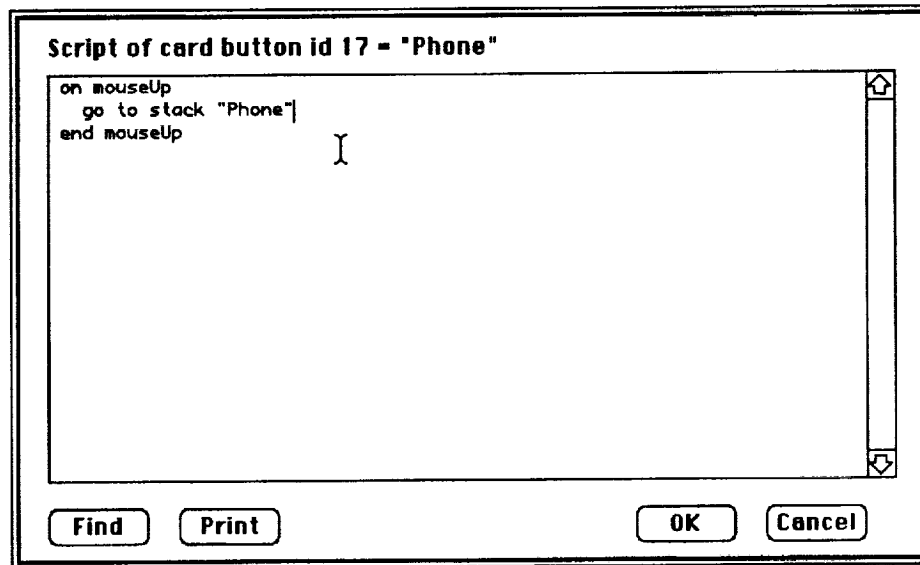 Script of card button id 17 = "Phone"
on mouseUp
  go to stack "Phone"
end mouseUp
Find Print OK Cancel